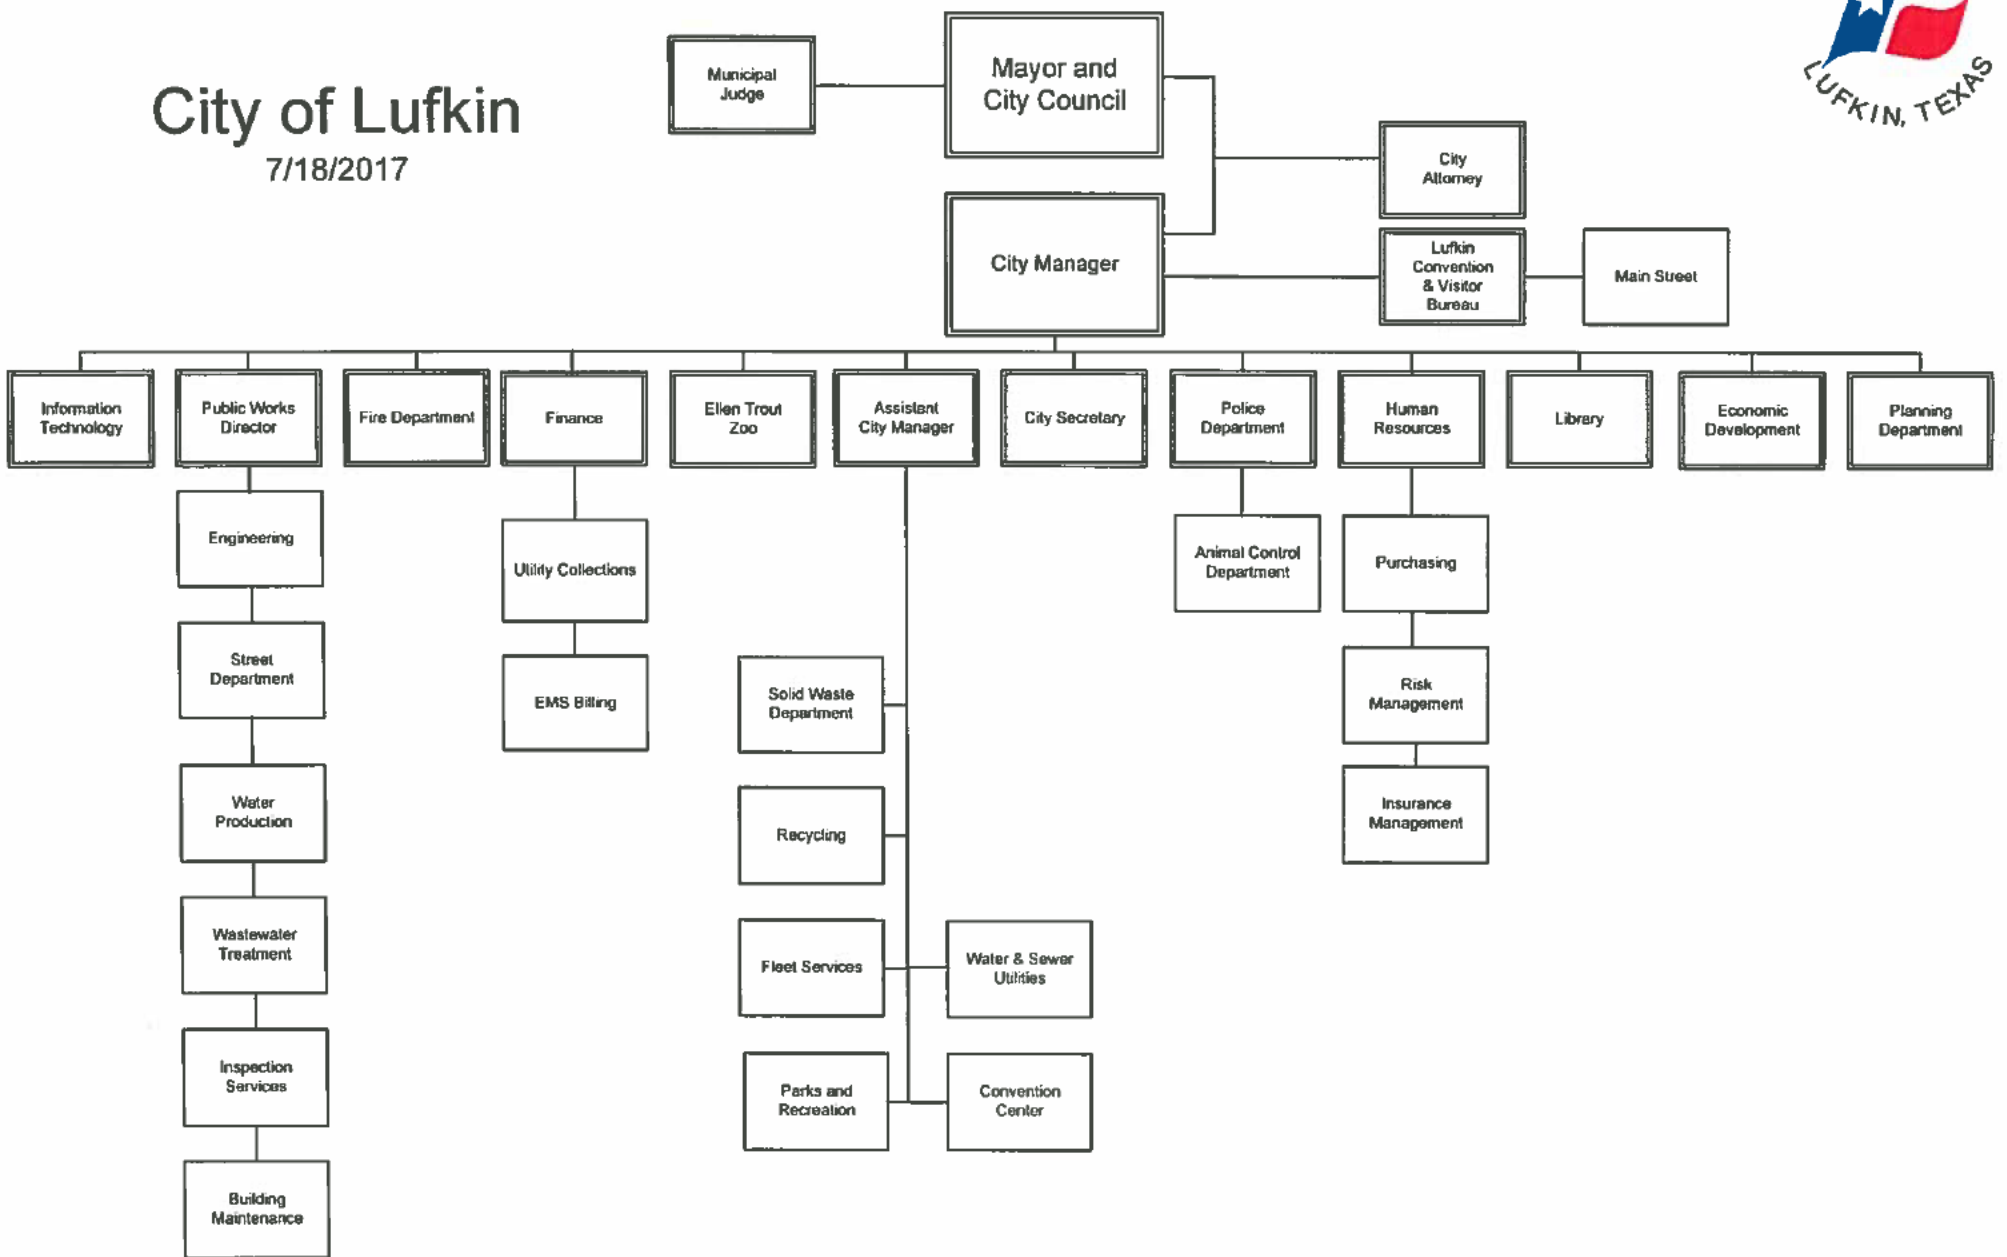 City of Lufkin
7/18/2017
Municipal
Judge
Mayor and
City Council
LUFKIN, TEXAS
City
Attorney
City Manager
Lufkin
Convention
& Visitor
Bureau
Main Street
Information
Technology
Public Works
Director
Fire Department
Finance
Ellen Trout
Zoo
Assistant
City Manager
City Secretary
Police
Department
Human
Resources
Library
Economic
Development
Planning
Department
Engineering
Street
Department
Water
Production
Wastewater
Treatment
Inspection
Services
Building
Maintenance
Utility Collections
EMS Billing
Solid Waste
Department
Recycling
Fleet Services
Parks and
Recreation
Water & Sewer
Utilities
Convention
Center
Animal Control
Department
Purchasing
Risk
Management
Insurance
Management